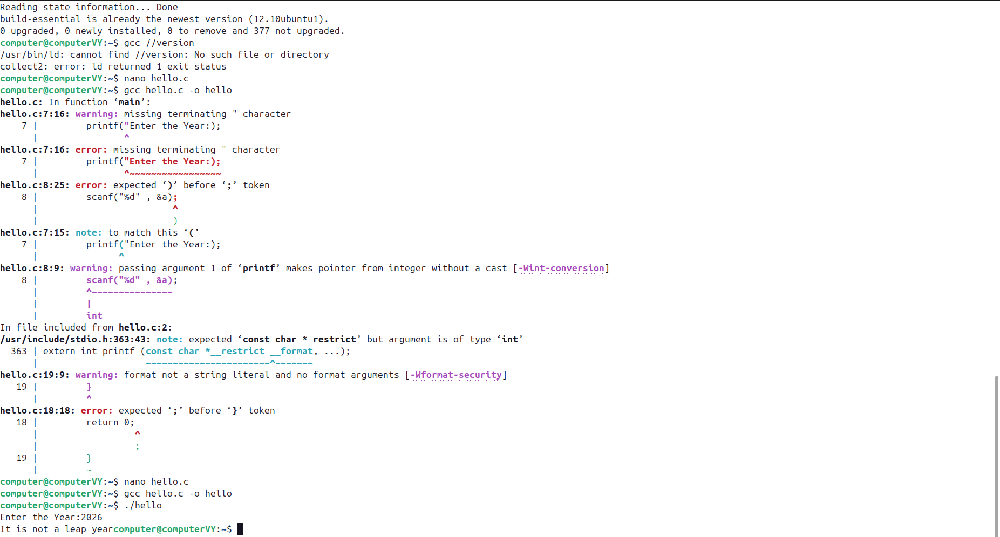 Reading state information... Done
build-essential is already the newest version (12.10ubuntu1).
0 upgraded, 0 newly installed, 0 to remove and 377 not upgraded.
computer@computerVY:~$ gcc //version
/usr/bin/ld: cannot find //version: No such file or directory
collect2: error: ld returned 1 exit status
computer@computerVY:~$ nano hello.c
computer@computerVY:~$ gcc hello.c -o hello
hello.c: In function ‘main’:
hello.c:7:16: warning: missing terminating " character
    7 |         printf("Enter the Year:);
      |                ^
hello.c:7:16: error: missing terminating " character
    7 |         printf("Enter the Year:);
      |                ^~~~~~~~~~~~~~~~~~
hello.c:8:25: error: expected ‘)’ before ‘;’ token
    8 |         scanf("%d" , &a);
      |                         ^
      |                         )
hello.c:7:15: note: to match this ‘(’
    7 |         printf("Enter the Year:);
      |               ^
hello.c:8:9: warning: passing argument 1 of ‘printf’ makes pointer from integer without a cast [-Wint-conversion]
    8 |         scanf("%d" , &a);
      |         ^~~~~~~~~~~~~~~~
      |         |
      |         int
In file included from hello.c:2:
/usr/include/stdio.h:363:43: note: expected ‘const char * restrict’ but argument is of type ‘int’
  363 | extern int printf (const char *__restrict __format, ...);
      |                    ~~~~~~~~~~~~~~~~~~~~~~~^~~~~~~~
hello.c:19:9: warning: format not a string literal and no format arguments [-Wformat-security]
   19 |         }
      |         ^
hello.c:18:18: error: expected ‘;’ before ‘}’ token
   18 |         return 0;
      |                  ^
      |                  ;
   19 |         }
      |         ~
computer@computerVY:~$ nano hello.c
computer@computerVY:~$ gcc hello.c -o hello
computer@computerVY:~$ ./hello
Enter the Year:2026
It is not a leap yearcomputer@computerVY:~$